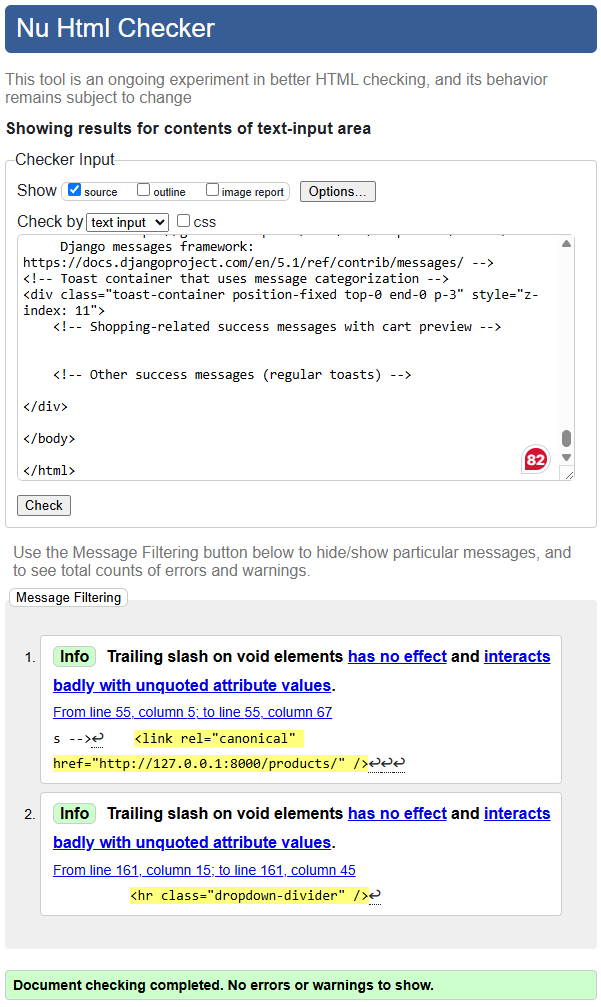 Nu Html Checker
This tool is an ongoing experiment in better HTML checking, and its behavior
remains subject to change
Showing results for contents of text-input area
Checker Input
Show source outline image report Options...
Check by text input css
Django messages framework:
https://docs.djangoproject.com/en/5.1/ref/contrib/messages/ -->
<!-- Toast container that uses message categorization -->
<div class="toast-container position-fixed top-0 end-0 p-3" style="z-
index: 11">
<!-- Shopping-related success messages with cart preview -->
<!-- Other success messages (regular toasts) -->
</div>
</body>
</html>
82
Check
Use the Message Filtering button below to hide/show particular messages, and
to see total counts of errors and warnings.
Message Filtering
1. Info Trailing slash on void elements has no effect and interacts
badly with unquoted attribute values.
From line 55, column 5; to line 55, column 67
s -->↩ <link rel="canonical"
href="http://127.0.0.1:8000/products/" />↩↩↩
2. Info Trailing slash on void elements has no effect and interacts
badly with unquoted attribute values.
From line 161, column 15; to line 161, column 45
<hr class="dropdown-divider" />↩
Document checking completed. No errors or warnings to show.